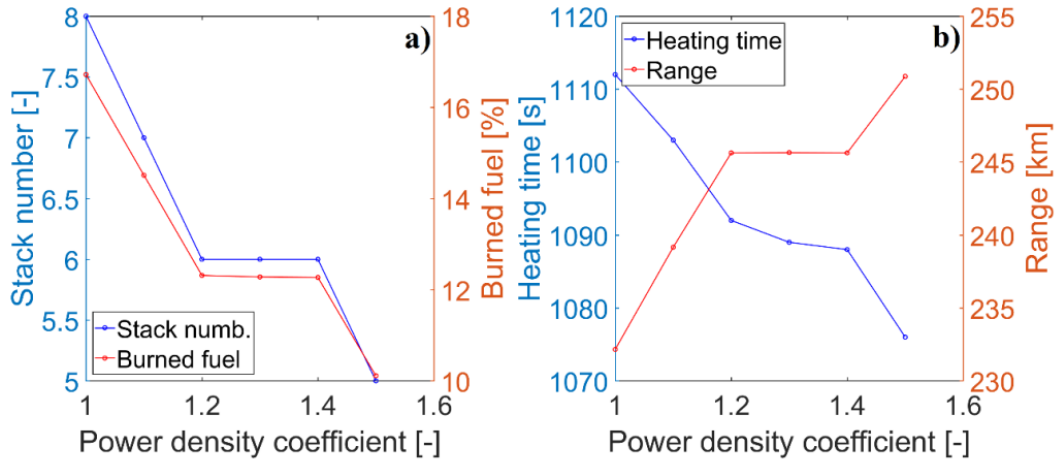 a)
Stack number [-]
8
7.5
7
6.5
6
5.5
5
Stack numb.
Burned fuel
18
16
14
12
10
Burned fuel [%]
1
1.2
1.4
1.6
Power density coefficient [-]
b)
Heating time [s]
1120
1110
1100
1090
1080
1070
Heating time
Range
255
250
245
240
235
230
Range [km]
1
1.2
1.4
1.6
Power density coefficient [-]